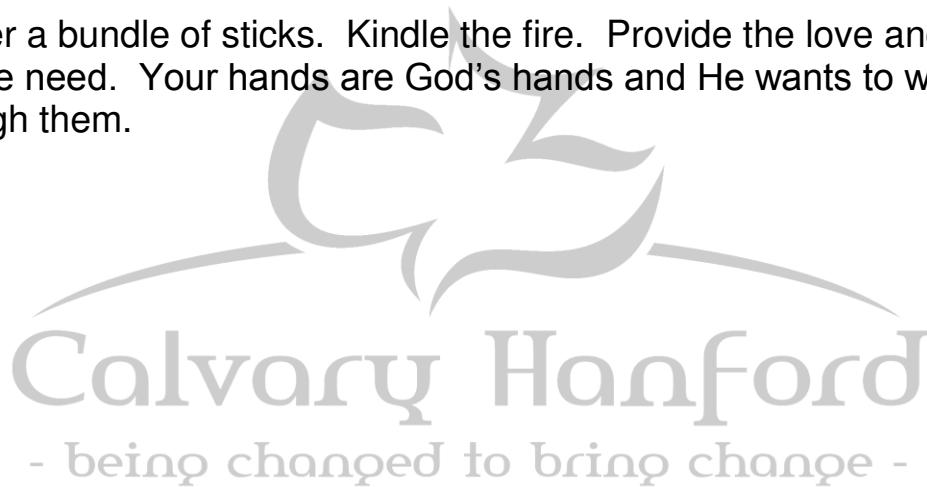 er a bundle of sticks.  Kindle the fire.  Provide the love an
e need.  Your hands are God’s hands and He wants to w
gh them.
Calvary Hanford
- being changed to bring change -